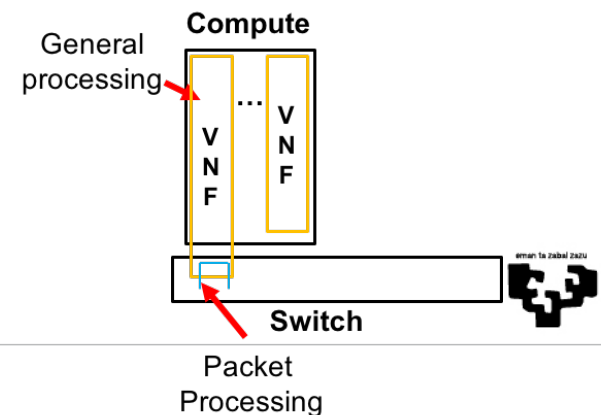 Compute
General
processing
...
V
N
F
V
N
F
eman ta zabal zazu
Switch
Packet
Processing